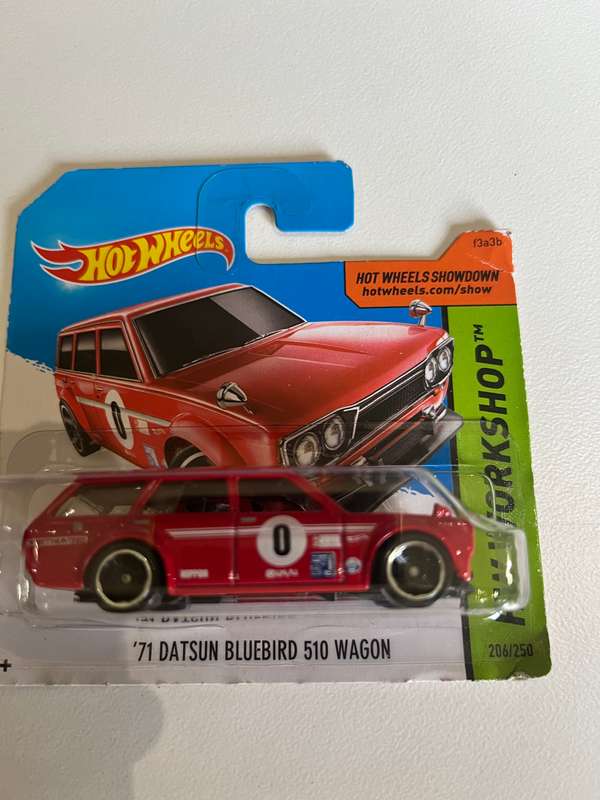 HOT WHEELS
f3a3b
HOT WHEELS SHOWDOWN
hotwheels.com/show
HW WORKSHOP™
0
0
'71 DATSUN BLUEBIRD 510 WAGON
206/250